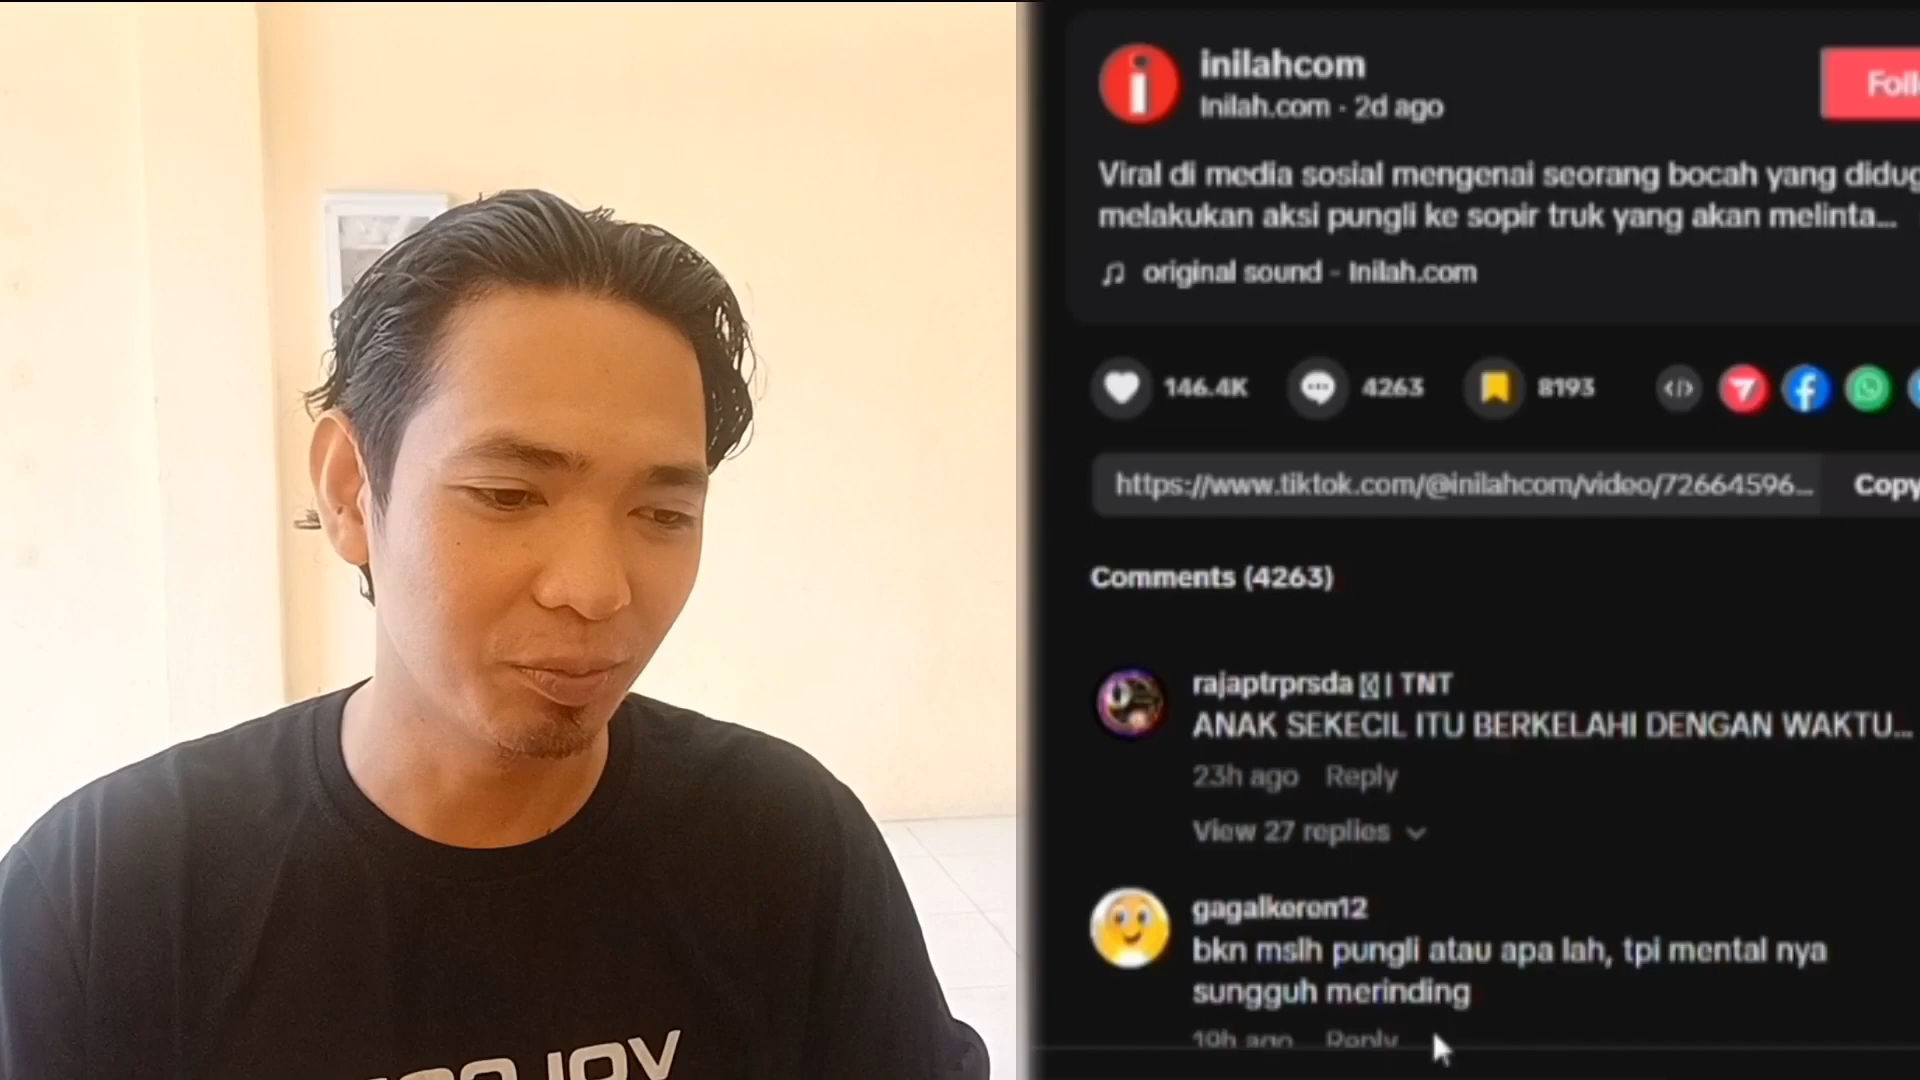 inilahcom
Inilah.com · 2d ago
Viral di media sosial mengenai seorang bocah yang
melakukan aksi pungli ke sopir truk yang akan melinta...
original sound - Inilah.com
146.4K
4263
8193
https://www.tiktok.com/@inilahcom/video/72664596...
Copy
Comments (4263)
rajaptrprsda | TNT
ANAK SEKECIL ITU BERKELAHI DENGAN WAKTU...
23h ago Reply
View 27 replies
gagalkeren12
bkn mslh pungli atau apa lah, tpi mental nya
sungguh merinding
19h ago Reply